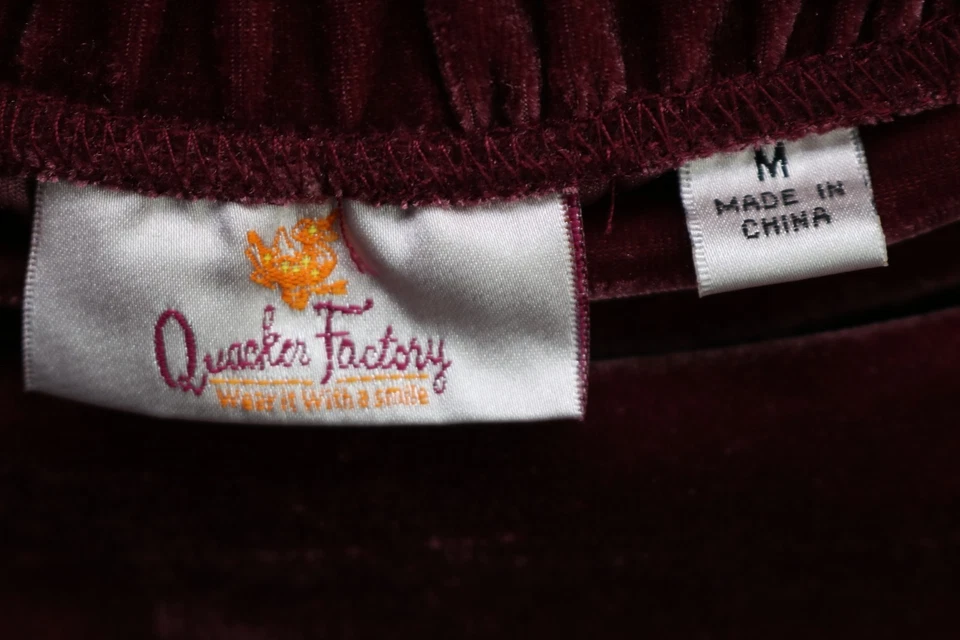 Quacker Factory
Wear it with a smile
M
MADE IN
CHINA